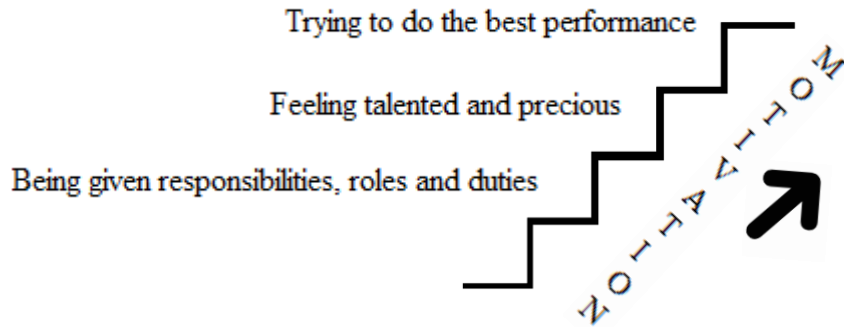 Trying to do the best performance
Feeling talented and precious
Being given responsibilities, roles and duties
MOTIVATION